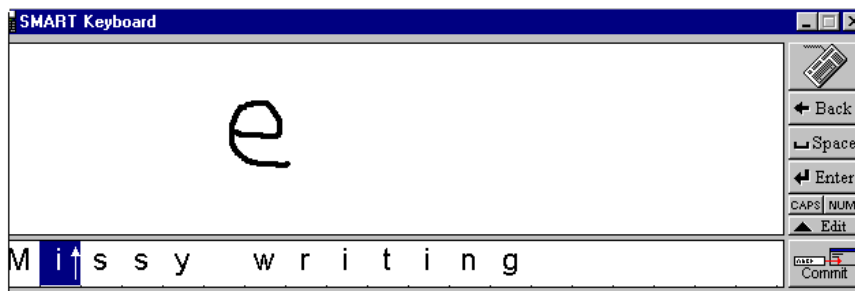 SMART Keyboard
e
Back
Space
Enter
CAPS NUM
Edit
Missy writing
Commit